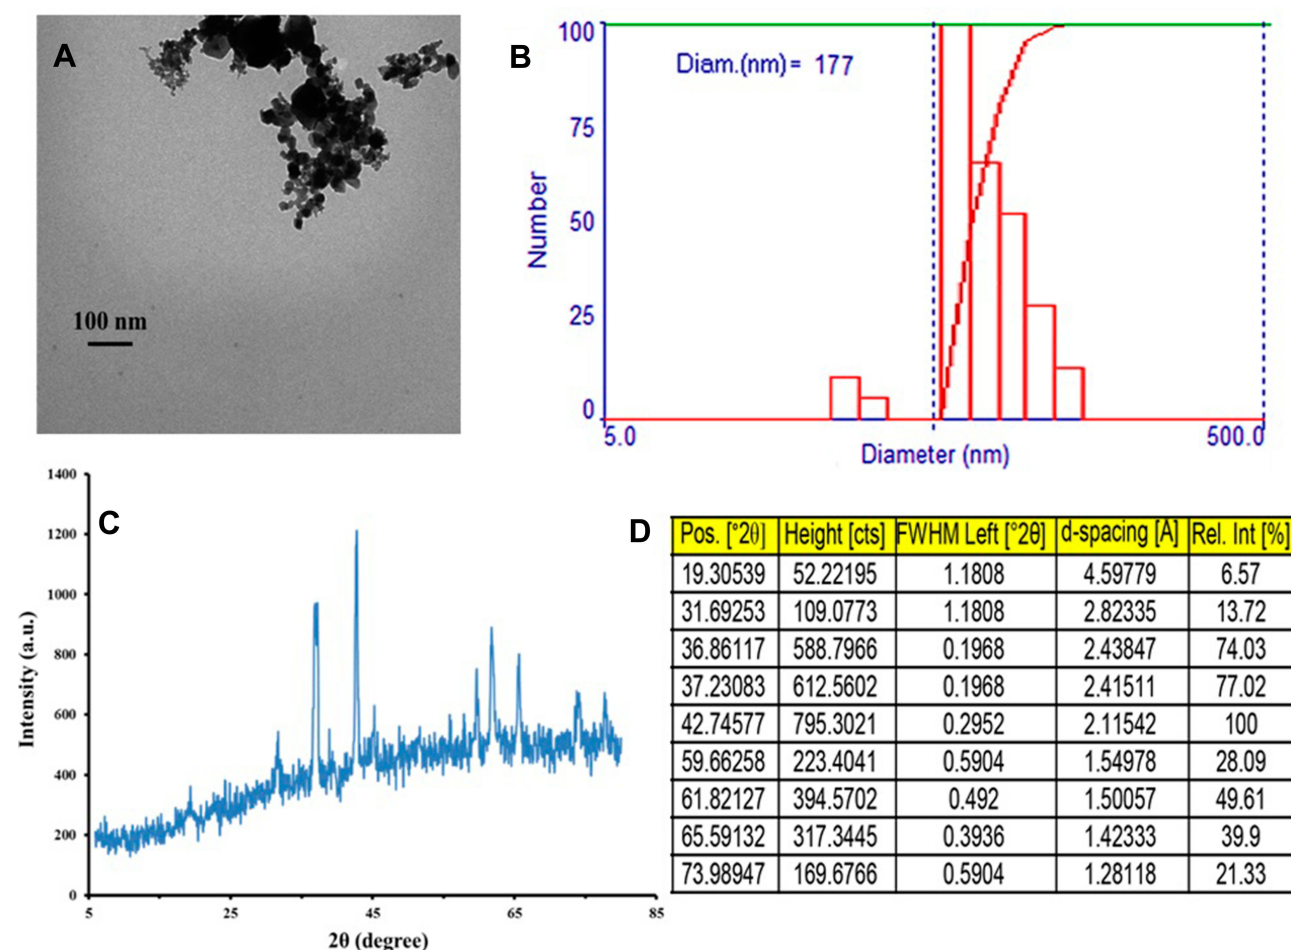 A
100 nm
B
Diam.(nm)= 177
100
75
50
25
0
Number
5.0
500.0
Diameter (nm)
C
1400
1200
1000
800
600
400
200
0
Intensity (a.u.)
5
25
45
65
85
2θ (degree)
D
Pos. [°2θ] Height [cts] FWHM Left [°2θ] d-spacing [Å] Rel. Int [%]
19.30539 52.22195 1.1808 4.59779 6.57
31.69253 109.0773 1.1808 2.82335 13.72
36.86117 588.7966 0.1968 2.43847 74.03
37.23083 612.5602 0.1968 2.41511 77.02
42.74577 795.3021 0.2952 2.11542 100
59.66258 223.4041 0.5904 1.54978 28.09
61.82127 394.5702 0.492 1.50057 49.61
65.59132 317.3445 0.3936 1.42333 39.9
73.98947 169.6766 0.5904 1.28118 21.33